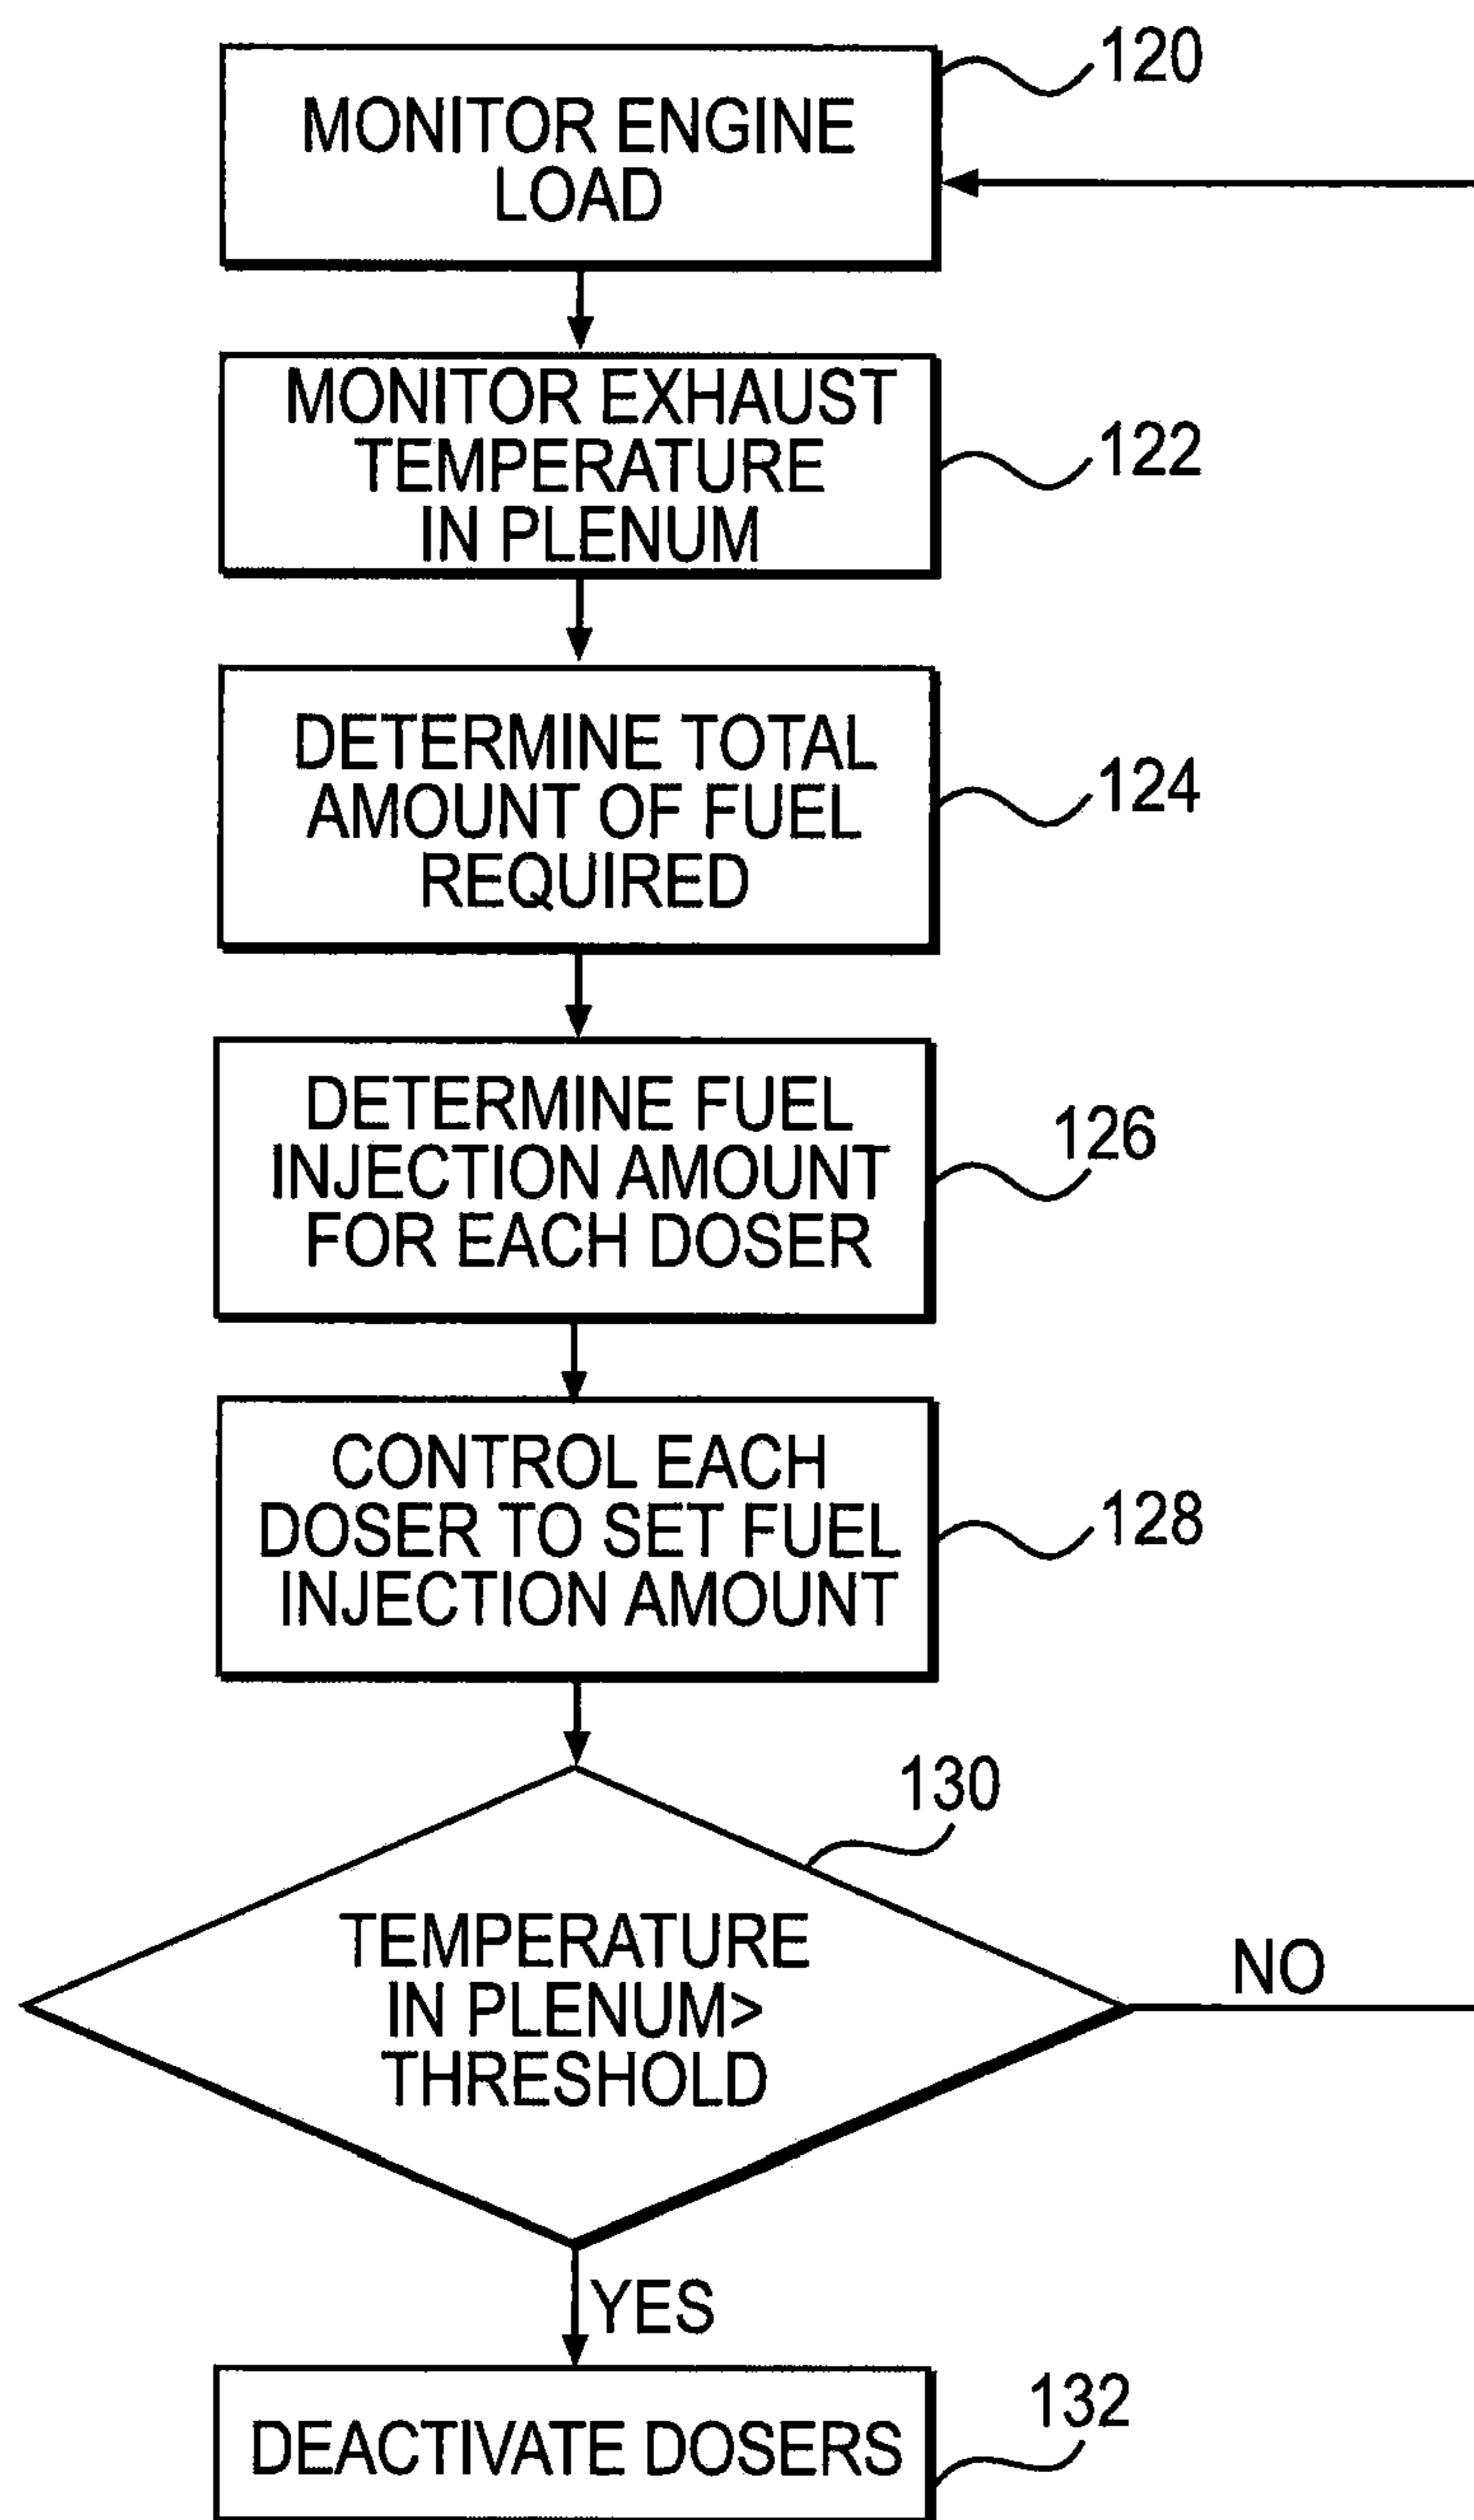 120
MONITOR ENGINE
LOAD
MONITOR EXHAUST
TEMPERATURE
IN PLENUM
122
DETERMINE TOTAL
AMOUNT OF FUEL
REQUIRED
124
DETERMINE FUEL
INJECTION AMOUNT
FOR EACH DOSER
126
CONTROL EACH
DOSER TO SET FUEL
INJECTION AMOUNT
128
130
TEMPERATURE
IN PLENUM>
THRESHOLD
NO
YES
DEACTIVATE DOSERS
132